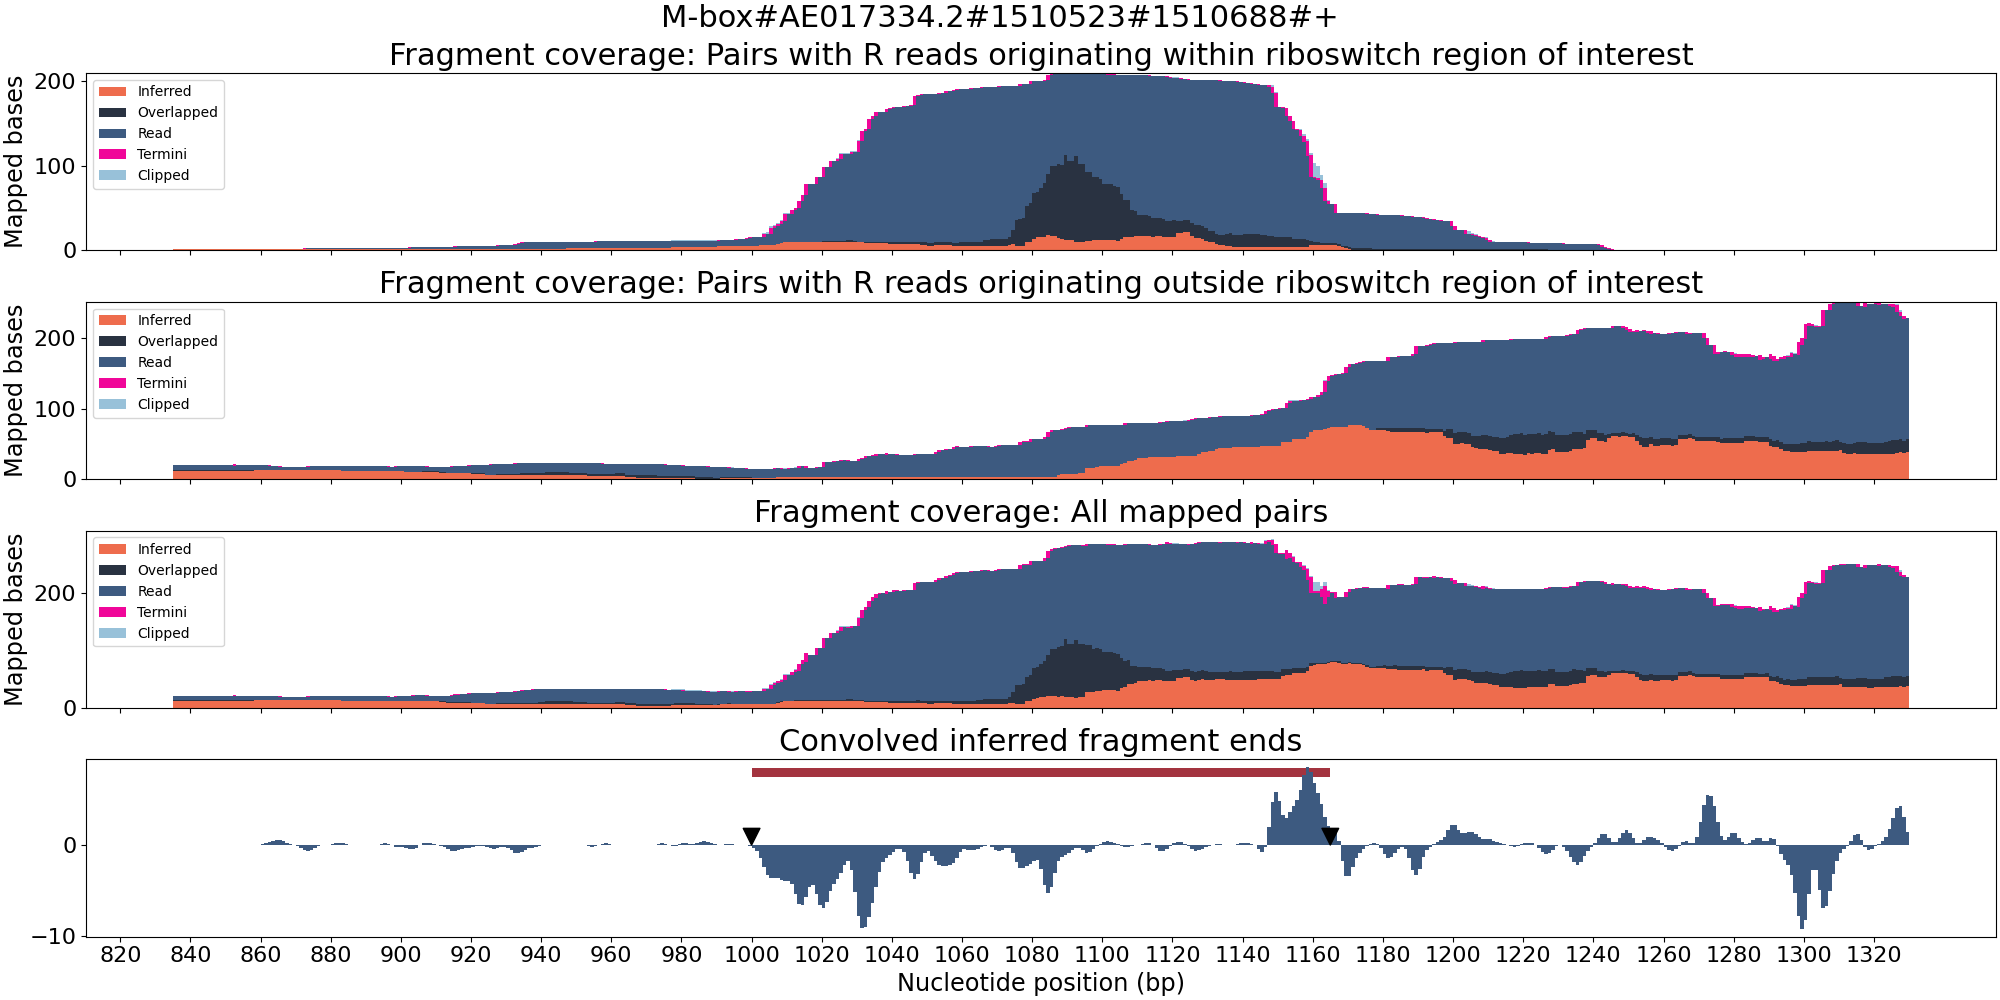 M-box#AE017334.2#1510523#1510688#+
Fragment coverage: Pairs with R reads originating within riboswitch region of interest
Mapped bases
200
100
0
Inferred
Overlapped
Read
Termini
Clipped
Fragment coverage: Pairs with R reads originating outside riboswitch region of interest
Mapped bases
200
100
0
Inferred
Overlapped
Read
Termini
Clipped
Fragment coverage: All mapped pairs
Mapped bases
200
0
Inferred
Overlapped
Read
Termini
Clipped
Convolved inferred fragment ends
0
−10
820 840 860 880 900 920 940 960 980 1000 1020 1040 1060 1080 1100 1120 1140 1160 1180 1200 1220 1240 1260 1280 1300 1320
Nucleotide position (bp)